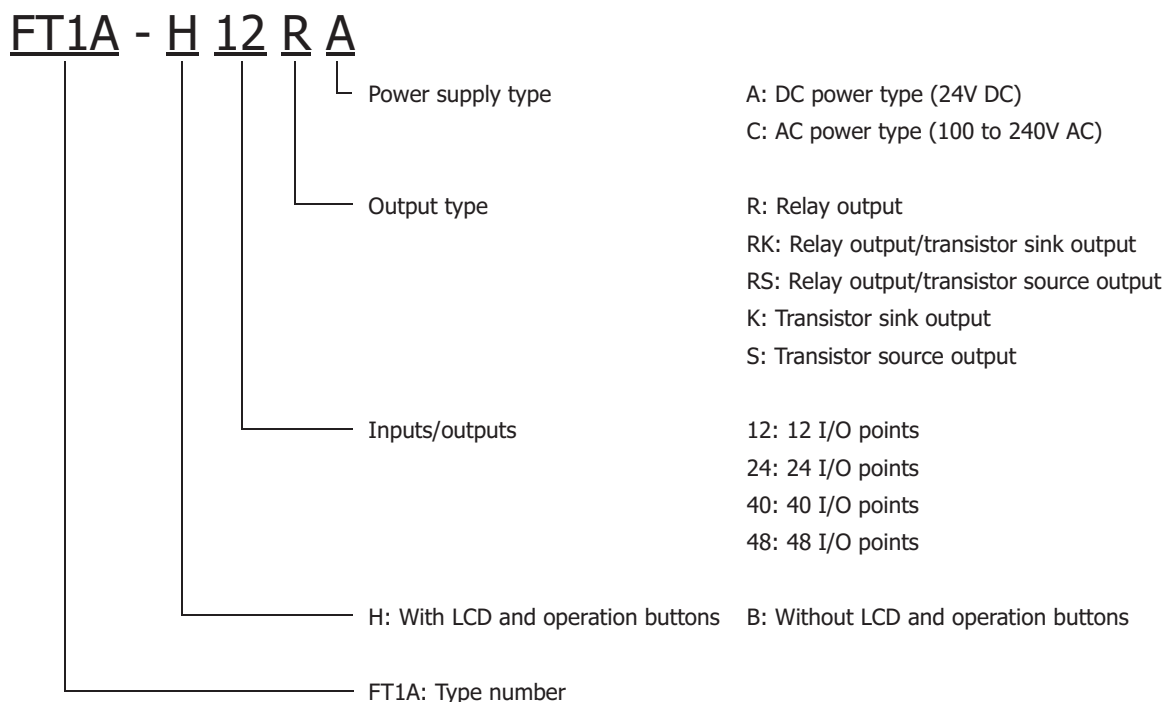 FT1A - H 12 R A
Power supply type A: DC power type (24V DC)
C: AC power type (100 to 240V AC)
Output type R: Relay output
RK: Relay output/transistor sink output
RS: Relay output/transistor source output
K: Transistor sink output
S: Transistor source output
Inputs/outputs 12: 12 I/O points
24: 24 I/O points
40: 40 I/O points
48: 48 I/O points
H: With LCD and operation buttons B: Without LCD and operation buttons
FT1A: Type number